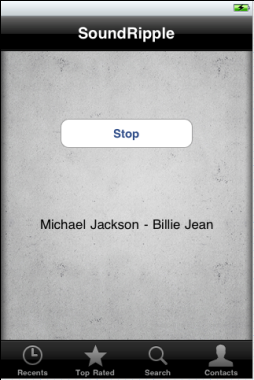 SoundRipple
Stop
Michael Jackson - Billie Jean
Recents
Top Rated
Search
Contacts